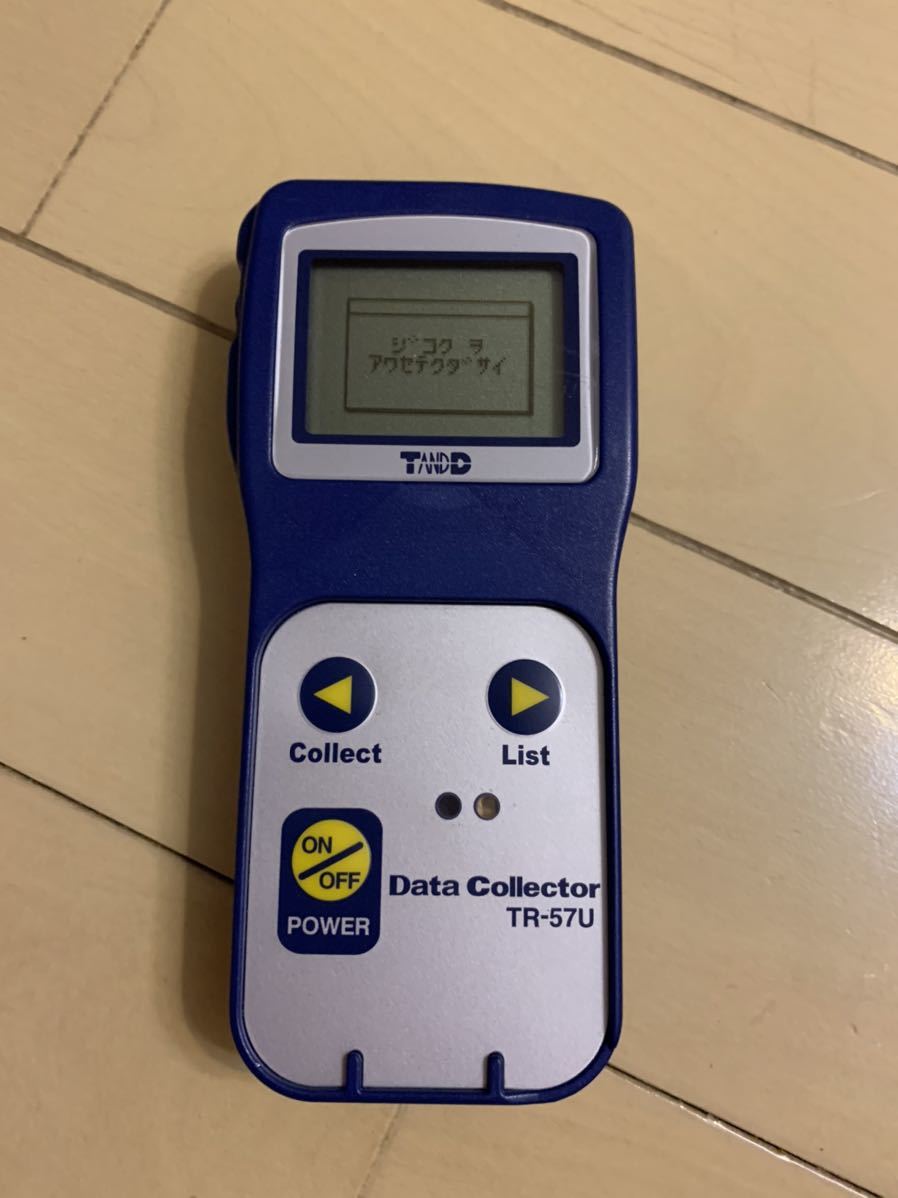 ジコク ヲ
アワセテクダサイ
TANDD
Collect
List
ON
OFF
POWER
Data Collector
TR-57U